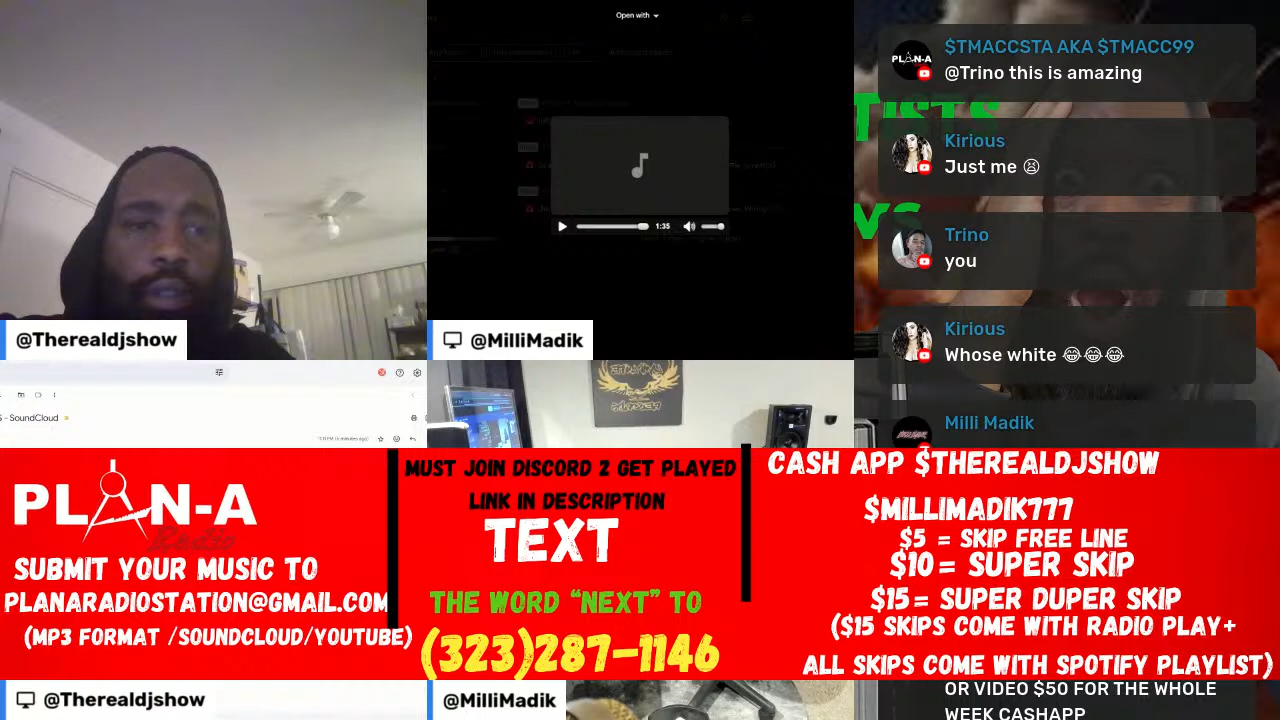 Open with
1:35
@Therealdjshow
@MilliMadik
$TMACCSTA AKA $TMACC99
@Trino this is amazing
Kirious
Just me 😫
Trino
you
Kirious
Whose white 😂😂😂
Milli Madik
TISTS
- SoundCloud
PLAN-A
Radio
SUBMIT YOUR MUSIC TO
PLANARADIOSTATION@GMAIL.COM
(MP3 FORMAT /SOUNDCLOUD/YOUTUBE)
MUST JOIN DISCORD 2 GET PLAYED
LINK IN DESCRIPTION
TEXT
THE WORD “NEXT” TO
(323)287-1146
CASH APP $THEREALDJSHOW
$MILLIMADIK777
$5 = SKIP FREE LINE
$10 = SUPER SKIP
$15 = SUPER DUPER SKIP
($15 SKIPS COME WITH RADIO PLAY+
ALL SKIPS COME WITH SPOTIFY PLAYLIST)
@Therealdjshow
@MilliMadik
OR VIDEO $50 FOR THE WHOLE
WEEK CASHAPP